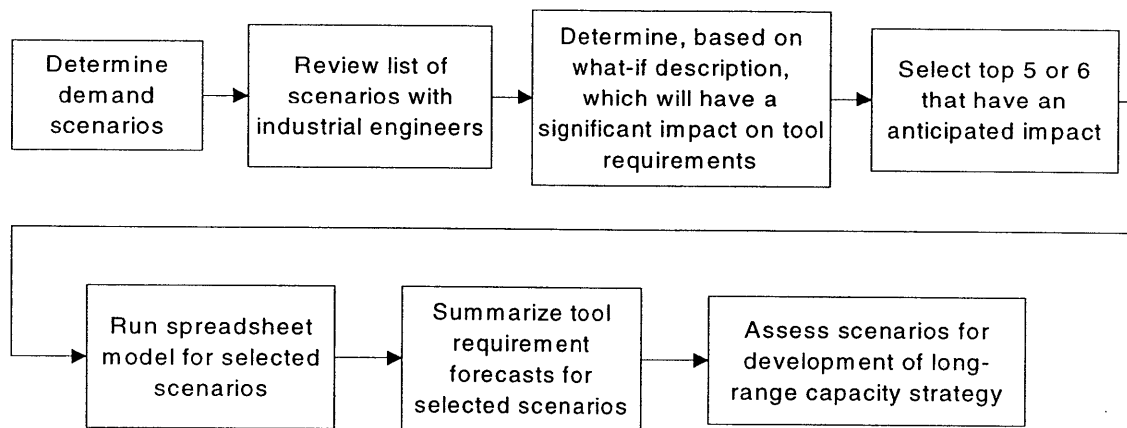 Determine
demand
scenarios
Review list of
scenarios with
industrial engineers
Determine, based on
what-if description,
which will have a
significant impact on tool
requirements
Select top 5 or 6
that have an
anticipated impact
Run spreadsheet
model for selected
scenarios
Summarize tool
requirement
forecasts for
selected scenarios
Assess scenarios for
development of long-
range capacity strategy